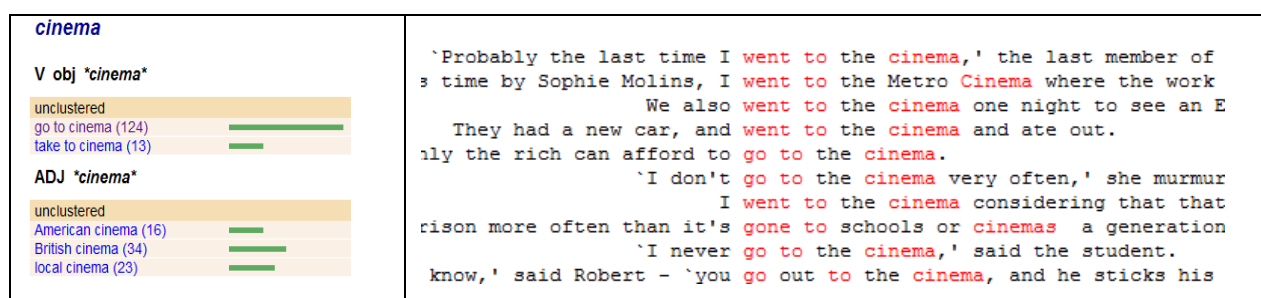 cinema
V obj *cinema*
unclustered
go to cinema (124)
take to cinema (13)
ADJ *cinema*
unclustered
American cinema (16)
British cinema (34)
local cinema (23)
`Probably the last time I went to the cinema,' the last member of
s time by Sophie Molins, I went to the Metro Cinema where the work
We also went to the cinema one night to see an E
They had a new car, and went to the cinema and ate out.
nly the rich can afford to go to the cinema.
`I don't go to the cinema very often,' she murmur
I went to the cinema considering that that
rison more often than it's gone to schools or cinemas a generation
`I never go to the cinema,' said the student.
know,' said Robert – `you go out to the cinema, and he sticks his